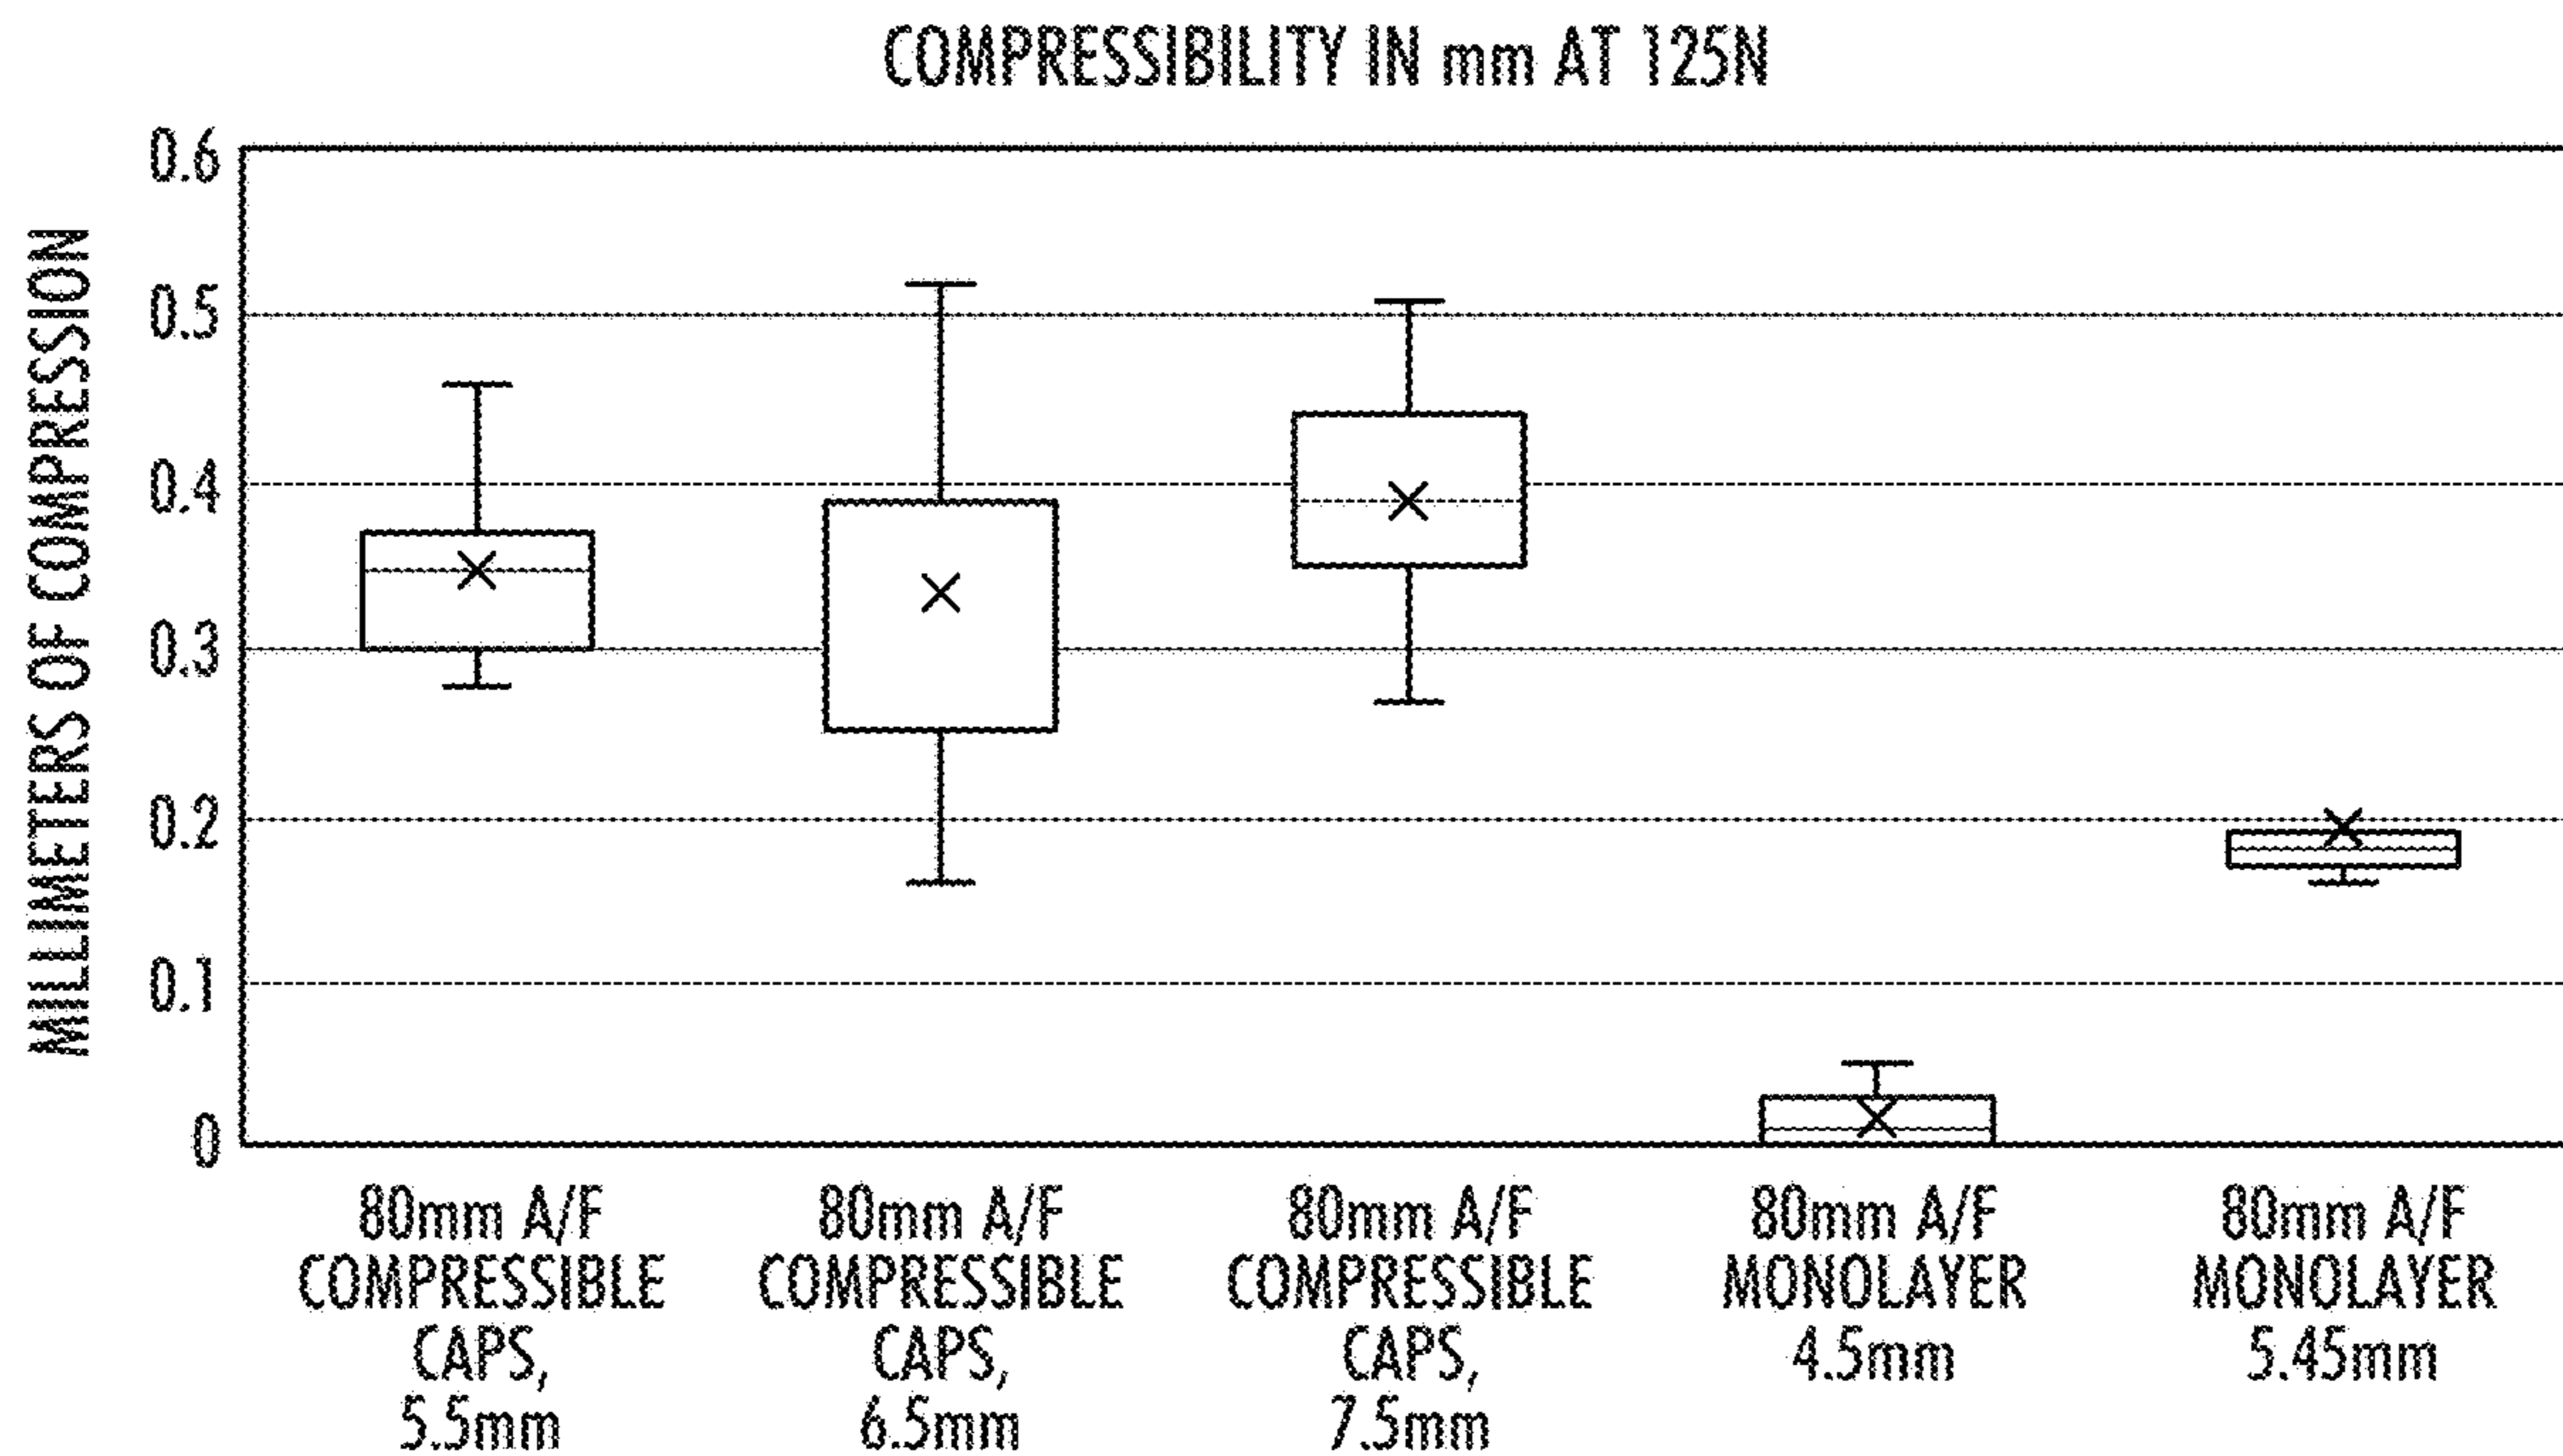 COMPRESSIBILITY IN mm AT 125N
MILLIMETERS OF COMPRESSION
0.6
0.5
0.4
0.3
0.2
0.1
0
80mm A/F
COMPRESSIBLE
CAPS,
5.5mm
80mm A/F
COMPRESSIBLE
CAPS,
6.5mm
80mm A/F
COMPRESSIBLE
CAPS,
7.5mm
80mm A/F
MONOLAYER
4.5mm
80mm A/F
MONOLAYER
5.45mm